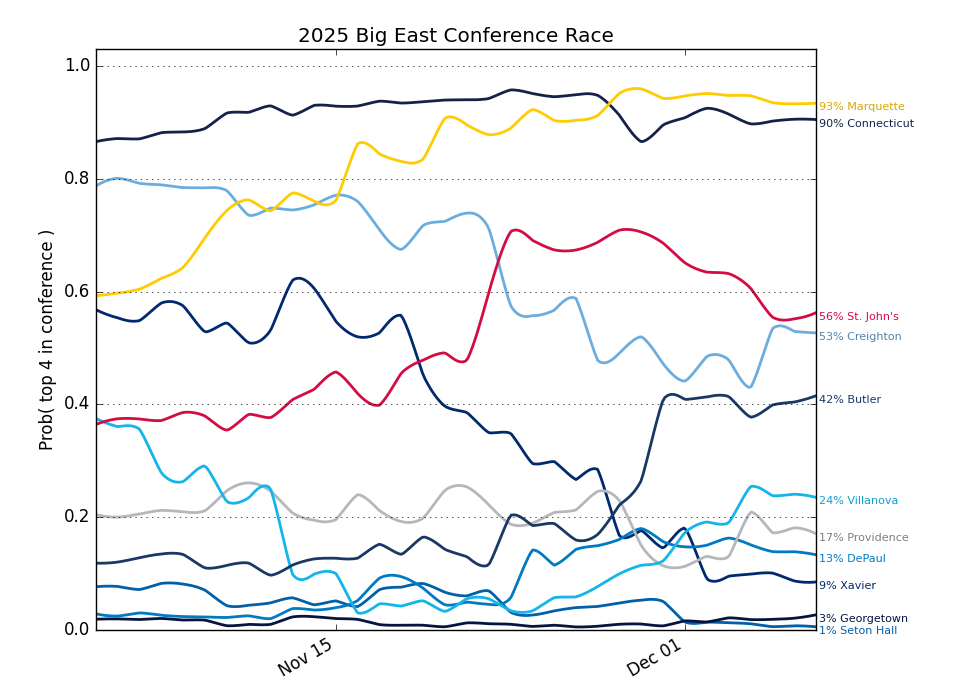 2025 Big East Conference Race
Prob( top 4 in conference )
1.0
0.8
0.6
0.4
0.2
0.0
Nov 15
Dec 01
93% Marquette
90% Connecticut
56% St. John's
53% Creighton
42% Butler
24% Villanova
17% Providence
13% DePaul
9% Xavier
3% Georgetown
1% Seton Hall